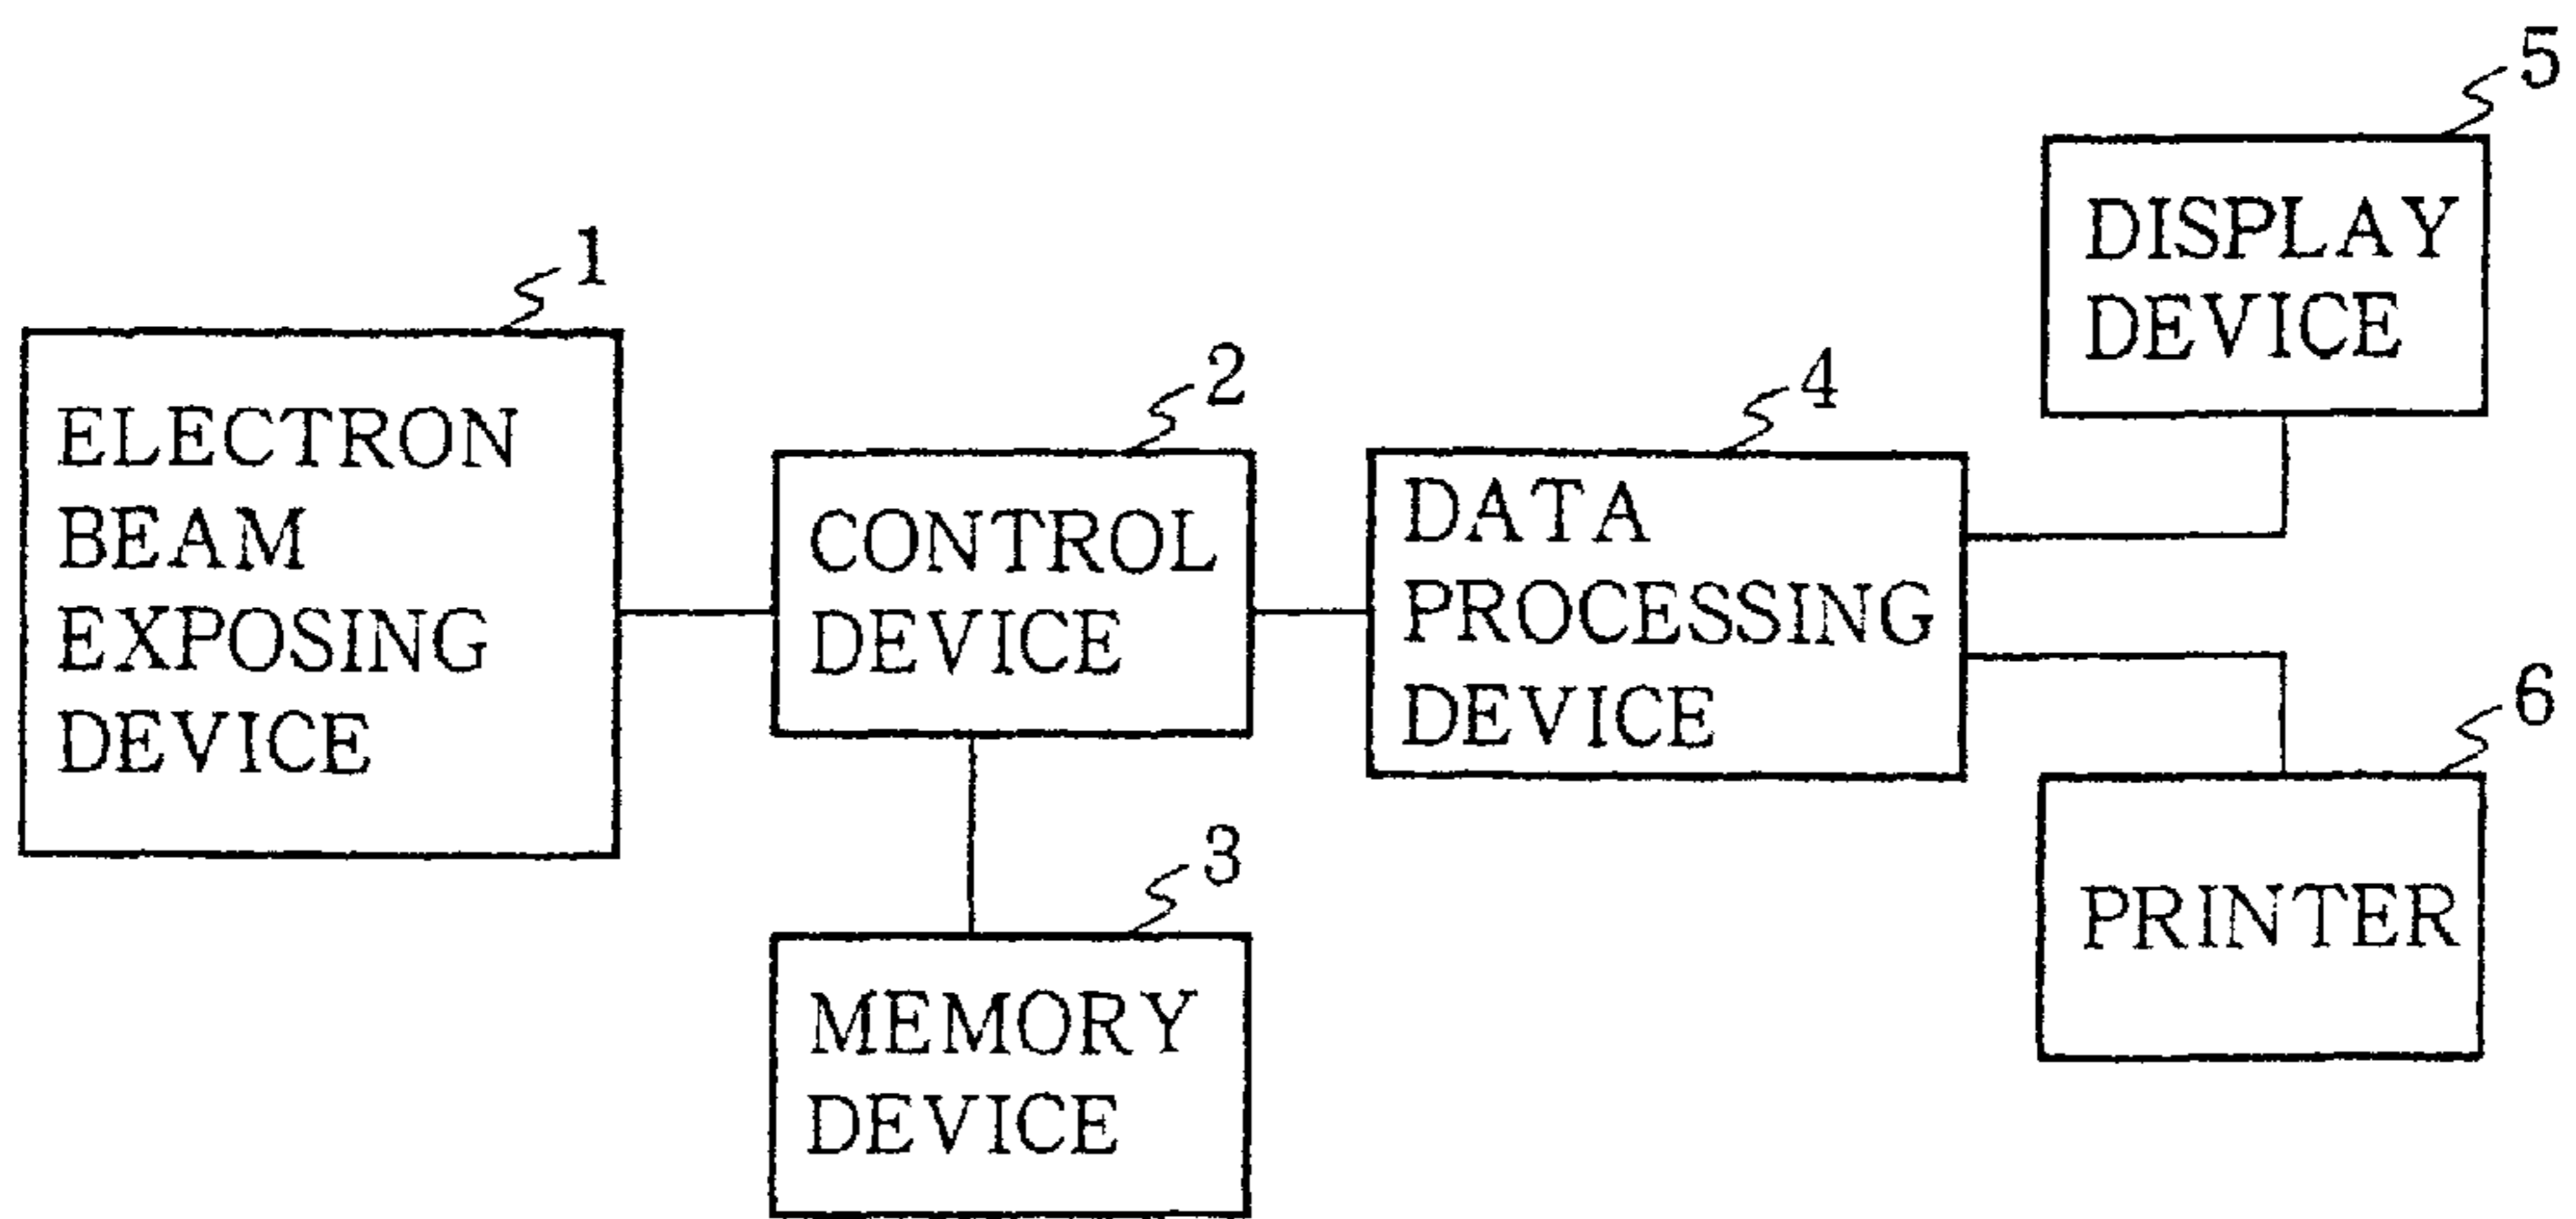 1
ELECTRON
BEAM
EXPOSING
DEVICE
2
CONTROL
DEVICE
3
MEMORY
DEVICE
4
DATA
PROCESSING
DEVICE
5
DISPLAY
DEVICE
6
PRINTER